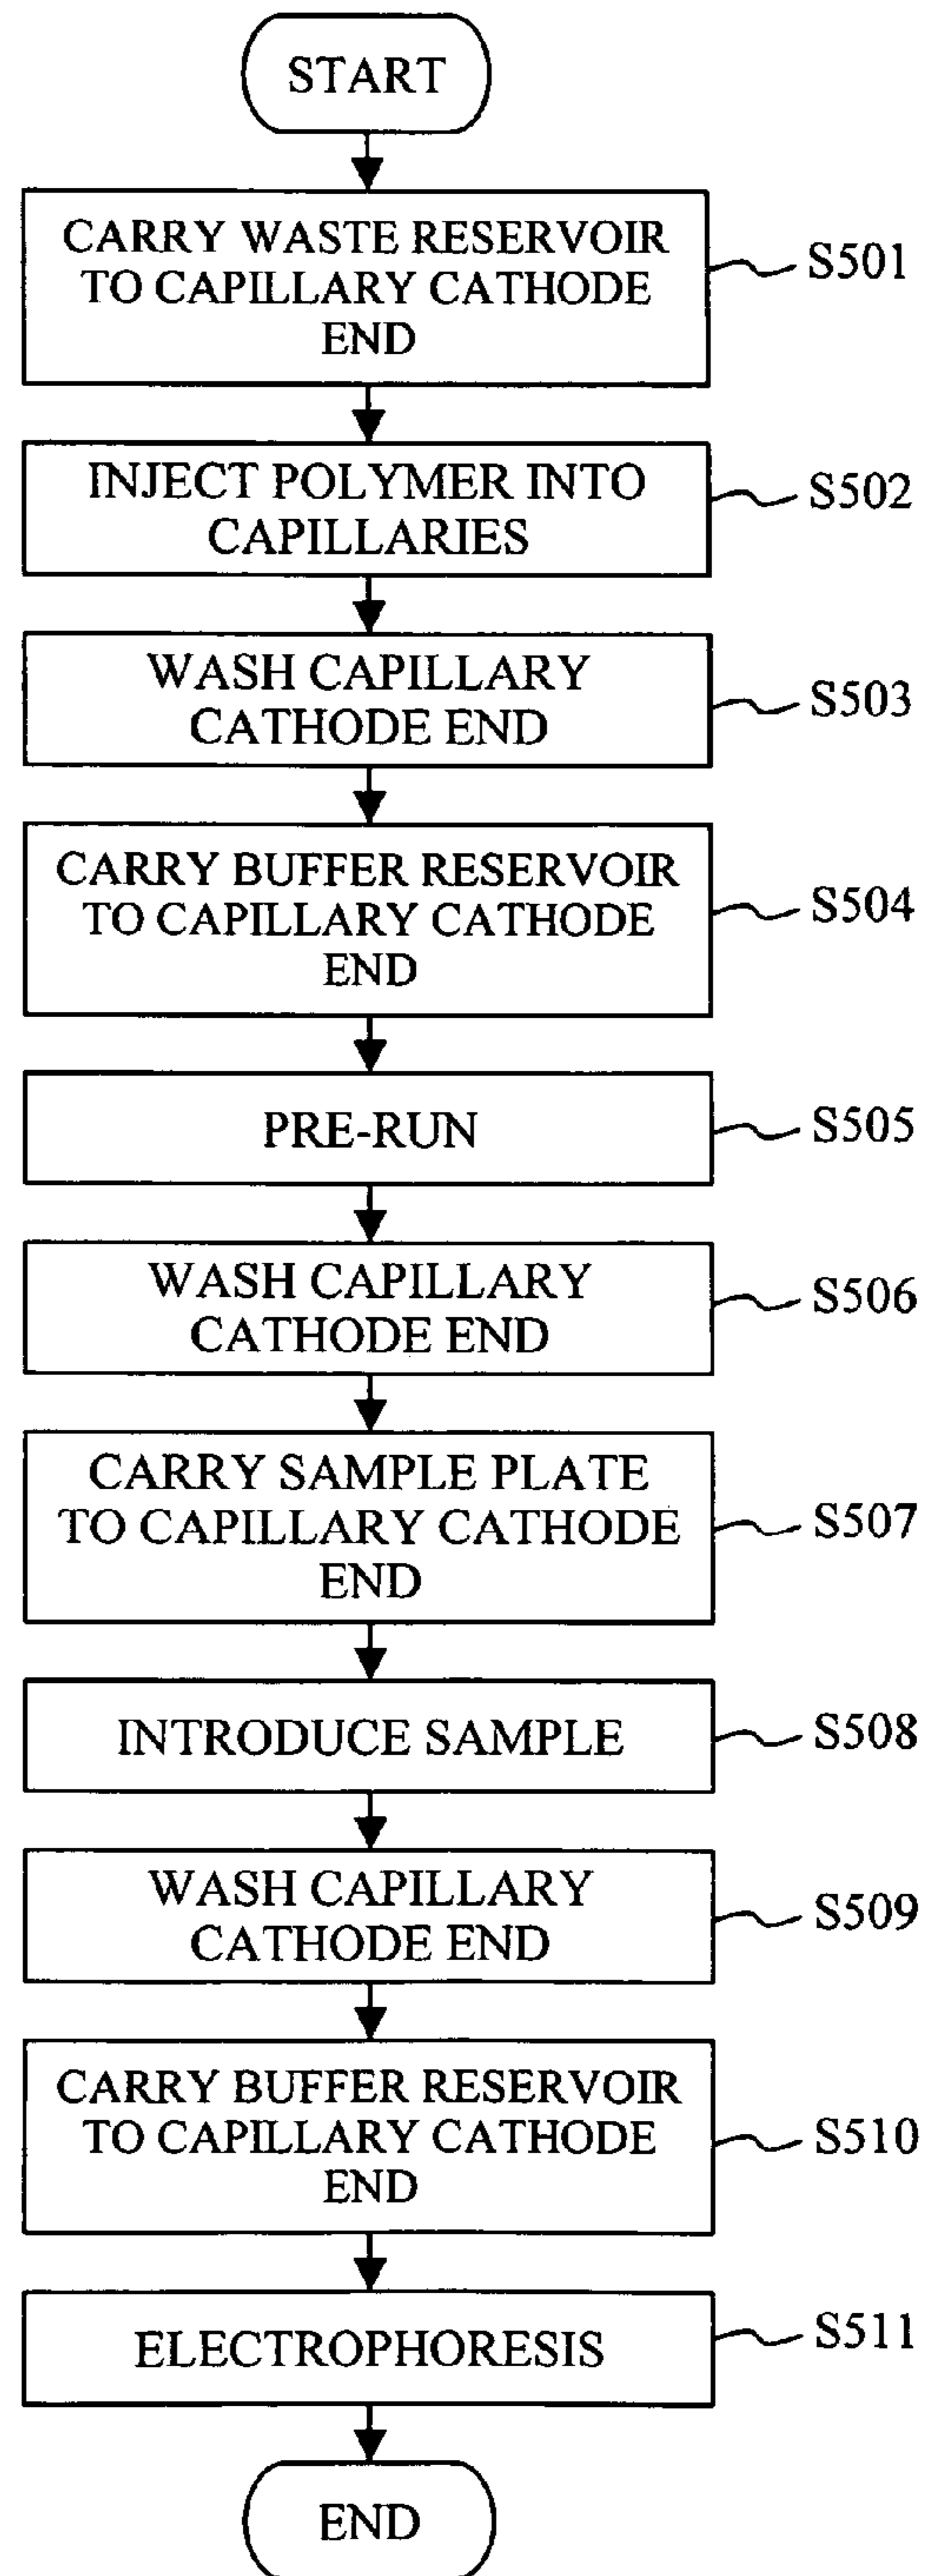 START
CARRY WASTE RESERVOIR
TO CAPILLARY CATHODE
END
S501
INJECT POLYMER INTO
CAPILLARIES
S502
WASH CAPILLARY
CATHODE END
S503
CARRY BUFFER RESERVOIR
TO CAPILLARY CATHODE
END
S504
PRE-RUN
S505
WASH CAPILLARY
CATHODE END
S506
CARRY SAMPLE PLATE
TO CAPILLARY CATHODE
END
S507
INTRODUCE SAMPLE
S508
WASH CAPILLARY
CATHODE END
S509
CARRY BUFFER RESERVOIR
TO CAPILLARY CATHODE
END
S510
ELECTROPHORESIS
S511
END